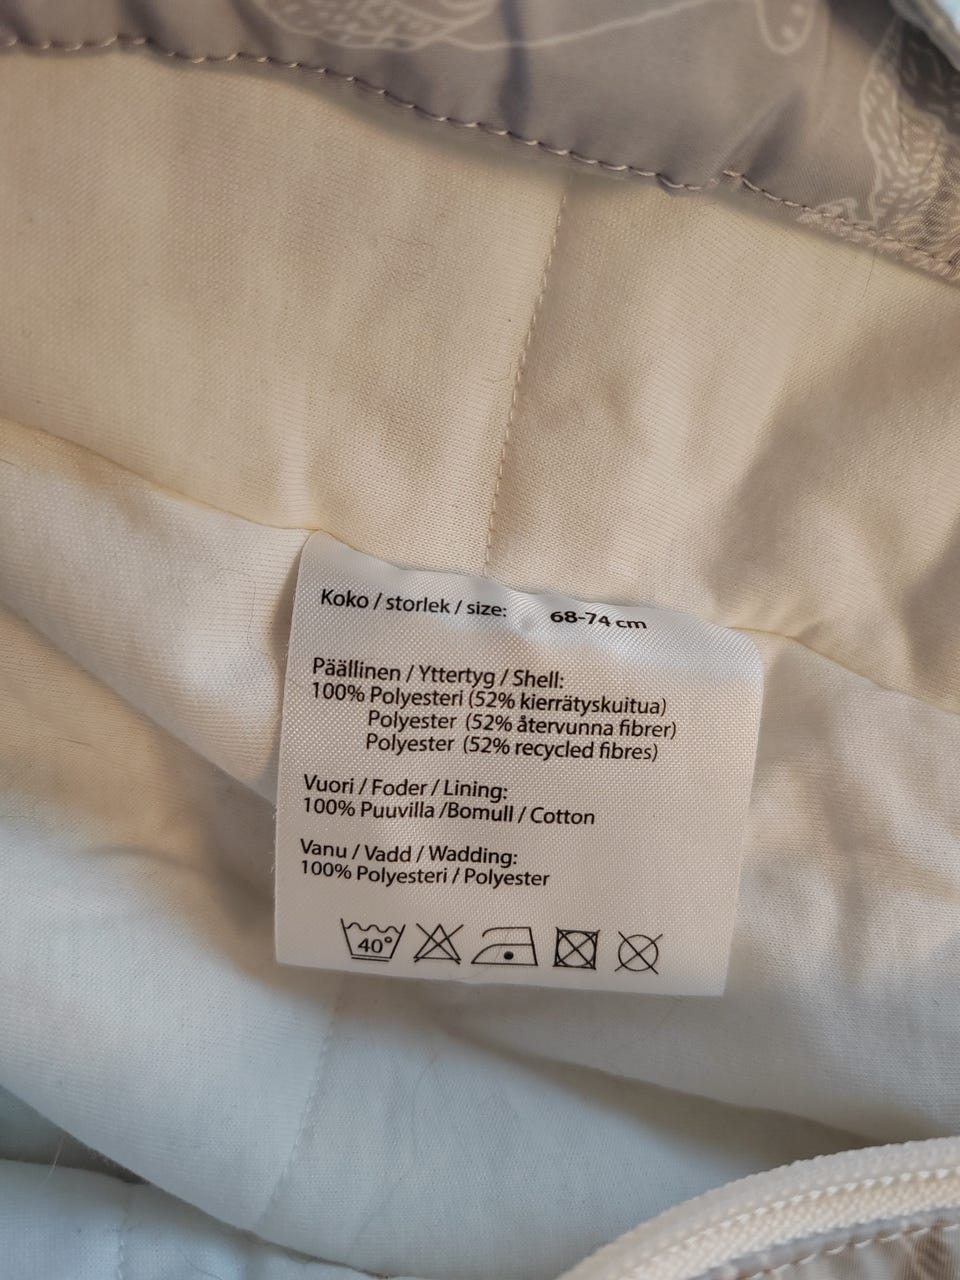 Koko / storlek / size: 68-74 cm
Päällinen / Yttertyg / Shell:
100% Polyesteri (52% kierrätyskuitua)
Polyester (52% återvunna fibrer)
Polyester (52% recycled fibres)
Vuori / Foder / Lining:
100% Puuvilla /Bomull / Cotton
Vanu / Vadd / Wadding:
100% Polyesteri / Polyester
40°